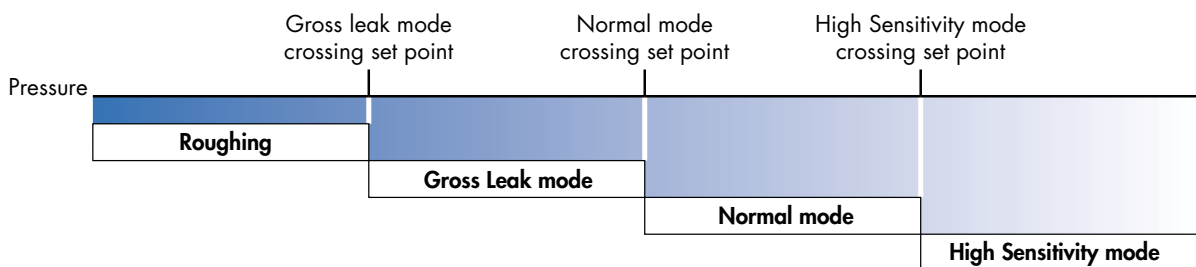 Gross leak mode
crossing set point
Normal mode
crossing set point
High Sensitivity mode
crossing set point
Pressure
Roughing
Gross Leak mode
Normal mode
High Sensitivity mode